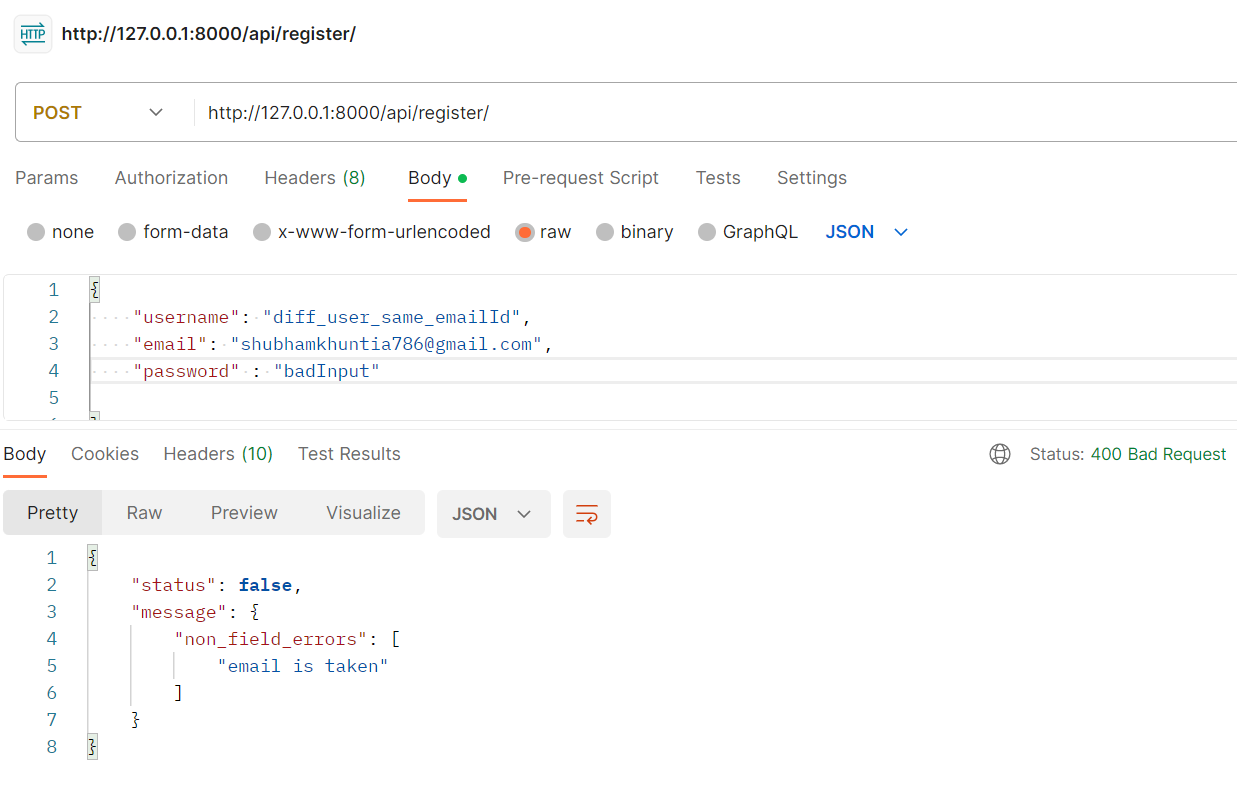 HTTP http://127.0.0.1:8000/api/register/
POST http://127.0.0.1:8000/api/register/
Params Authorization Headers (8) Body Pre-request Script Tests Settings
none form-data x-www-form-urlencoded raw binary GraphQL JSON
1 {
2 "username": "diff_user_same_emailId",
3 "email": "shubhamkhuntia786@gmail.com",
4 "password" : "badInput"
5
Body Cookies Headers (10) Test Results Status: 400 Bad Request
Pretty Raw Preview Visualize JSON
1 {
2 "status": false,
3 "message": {
4 "non_field_errors": [
5 "email is taken"
6 ]
7 }
8 }